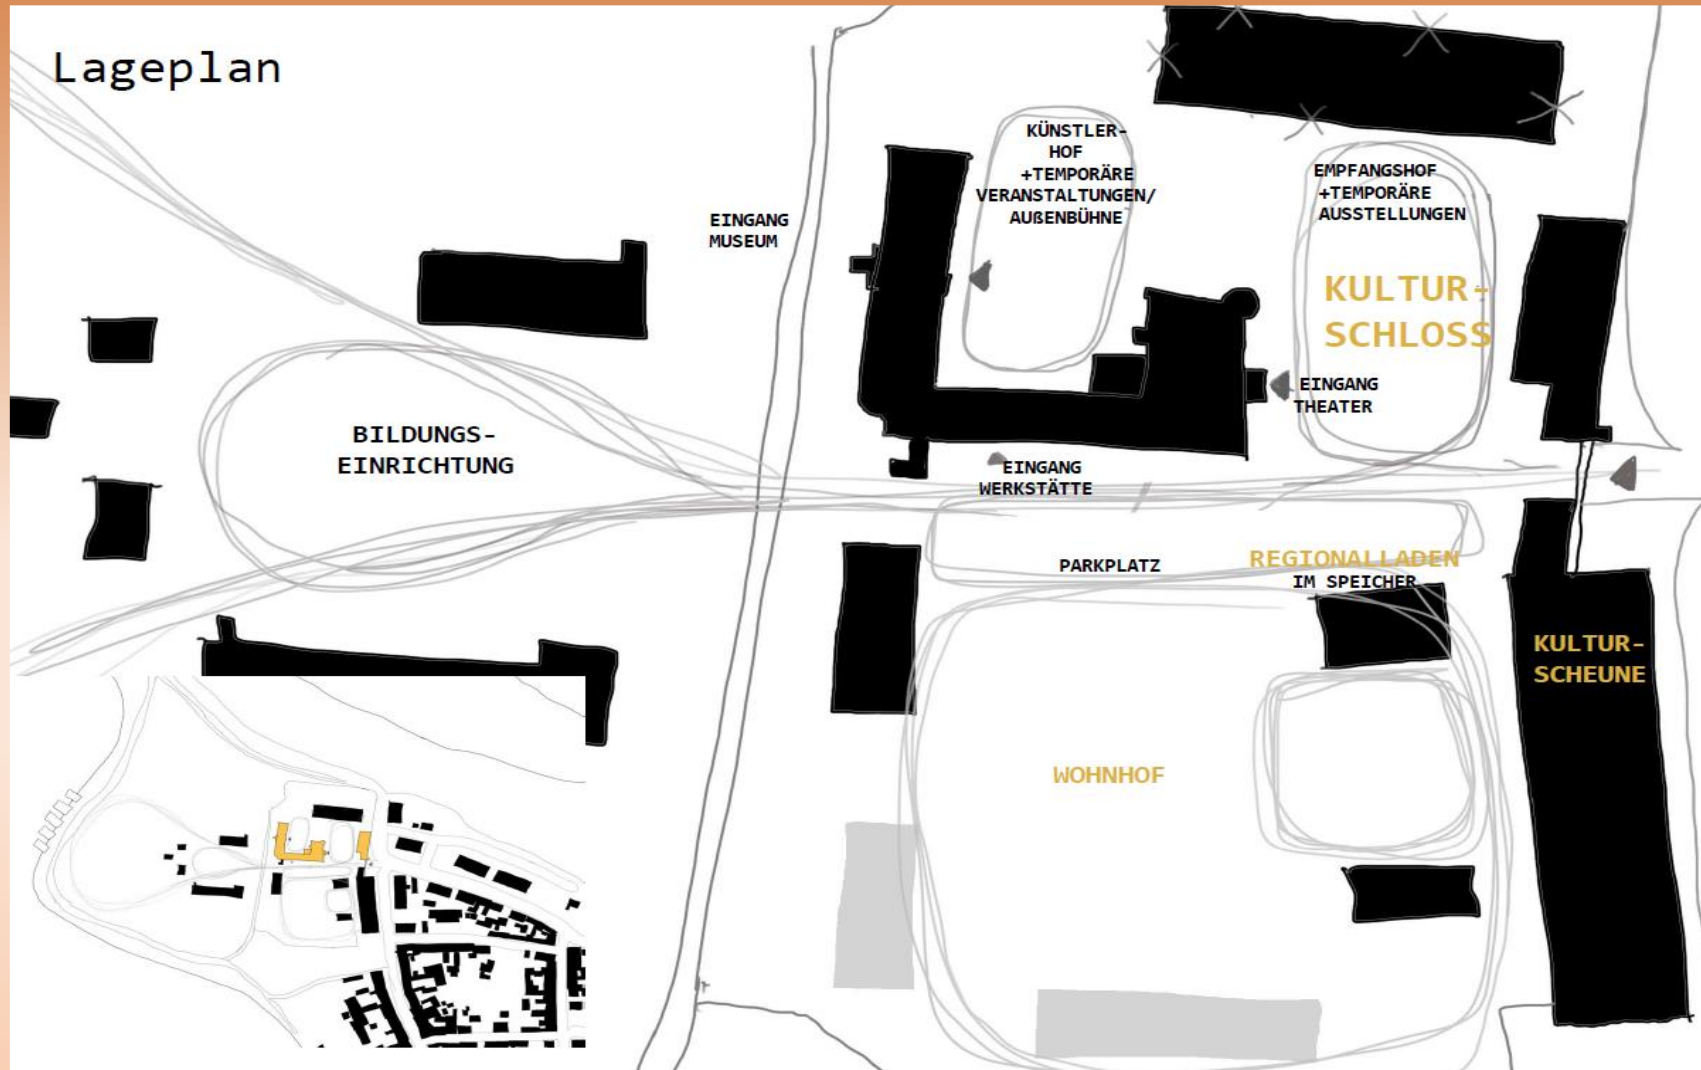 Lageplan
KÜNSTLER-
HOF
+TEMPORÄRE
VERANSTALTUNGEN/
AUßENBÜHNE
EMPFANGSHOF
+TEMPORÄRE
AUSSTELLUNGEN
EINGANG
MUSEUM
KULTUR-
SCHLOSS
EINGANG
THEATER
BILDUNGS-
EINRICHTUNG
EINGANG
WERKSTÄTTE
PARKPLATZ
REGIONALLADEN
IM SPEICHER
KULTUR-
SCHEUNE
WOHNHOF